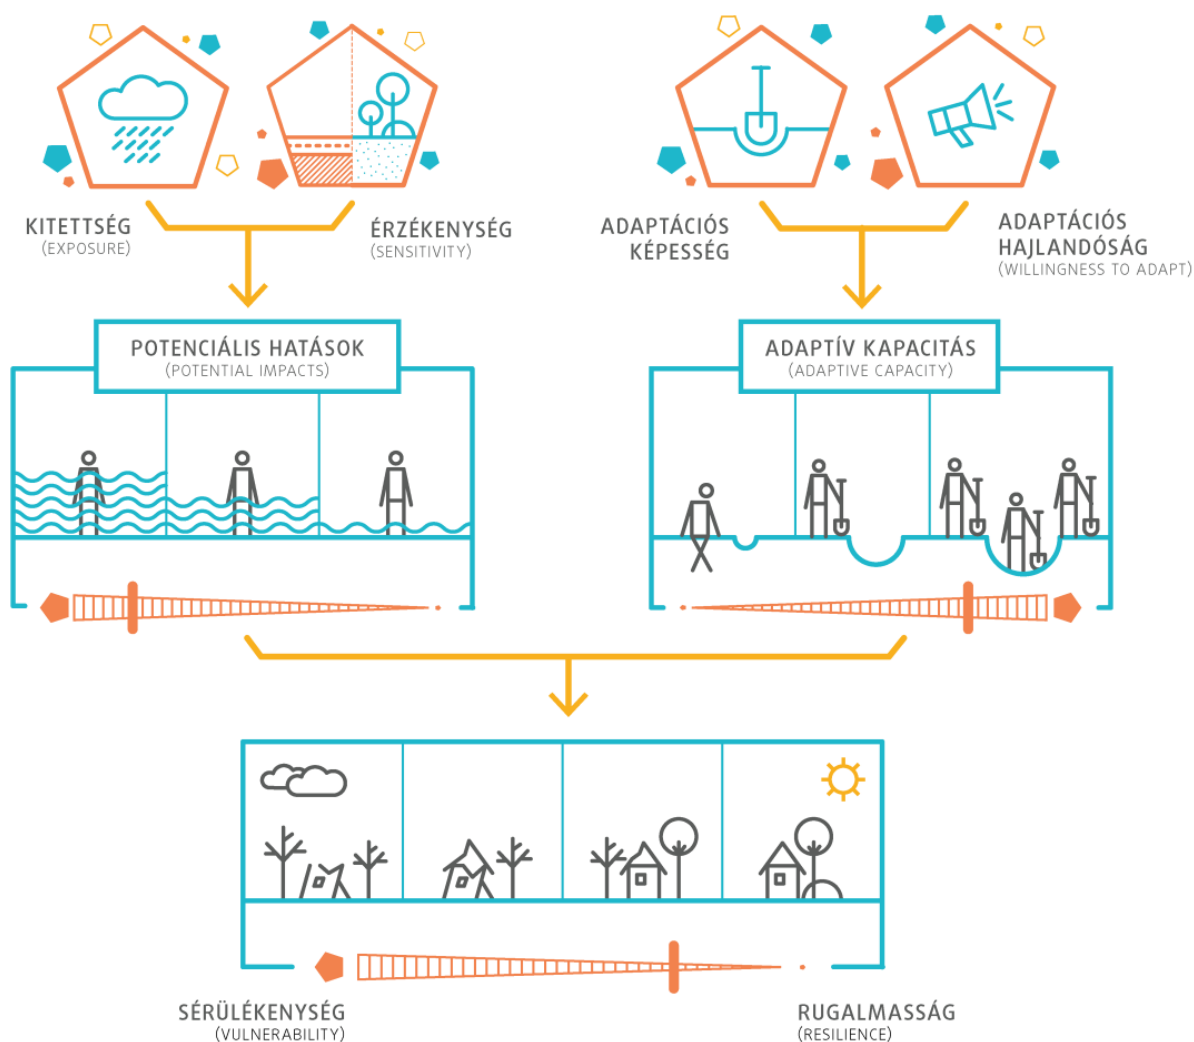 KITETTSÉG
(EXPOSURE)
ÉRZÉKENYSÉG
(SENSITIVITY)
ADAPTÁCIÓS
KÉPESSÉG
ADAPTÁCIÓS
HAJLANDÓSÁG
(WILLINGNESS TO ADAPT)
POTENCIÁLIS HATÁSOK
(POTENTIAL IMPACTS)
ADAPTÍV KAPACITÁS
(ADAPTIVE CAPACITY)
SÉRÜLÉKENYSÉG
(VULNERABILITY)
RUGALMASSÁG
(RESILIENCE)